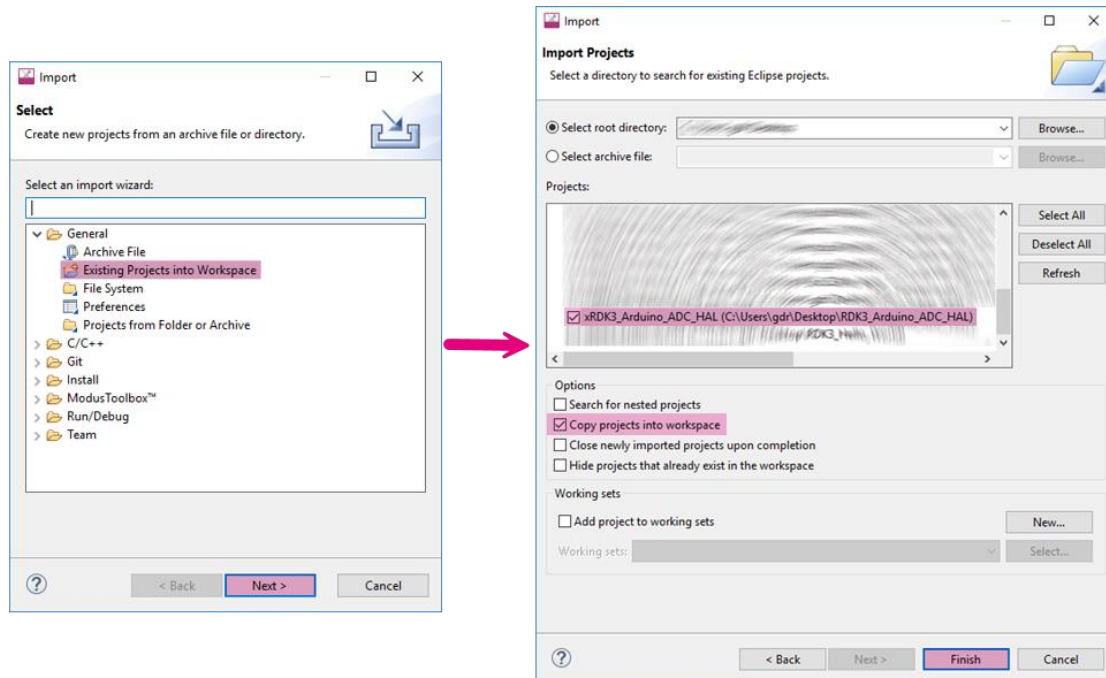 Import
Select
Create new projects from an archive file or directory.
Select an import wizard:
General
Archive File
Existing Projects into Workspace
File System
Preferences
Projects from Folder or Archive
C/C++
Git
Install
ModusToolbox™
Run/Debug
Team
< Back
Next >
Cancel
Import
Import Projects
Select a directory to search for existing Eclipse projects.
Select root directory:
Browse...
Select archive file:
Browse...
Projects:
Select All
Deselect All
Refresh
xRDK3_Arduino_ADC_HAL (C:\Users\gdr\Desktop\RDK3_Arduino_ADC_HAL)
Options
Search for nested projects
Copy projects into workspace
Close newly imported projects upon completion
Hide projects that already exist in the workspace
Working sets
Add project to working sets
New...
Working sets:
Select...
< Back
Next >
Finish
Cancel